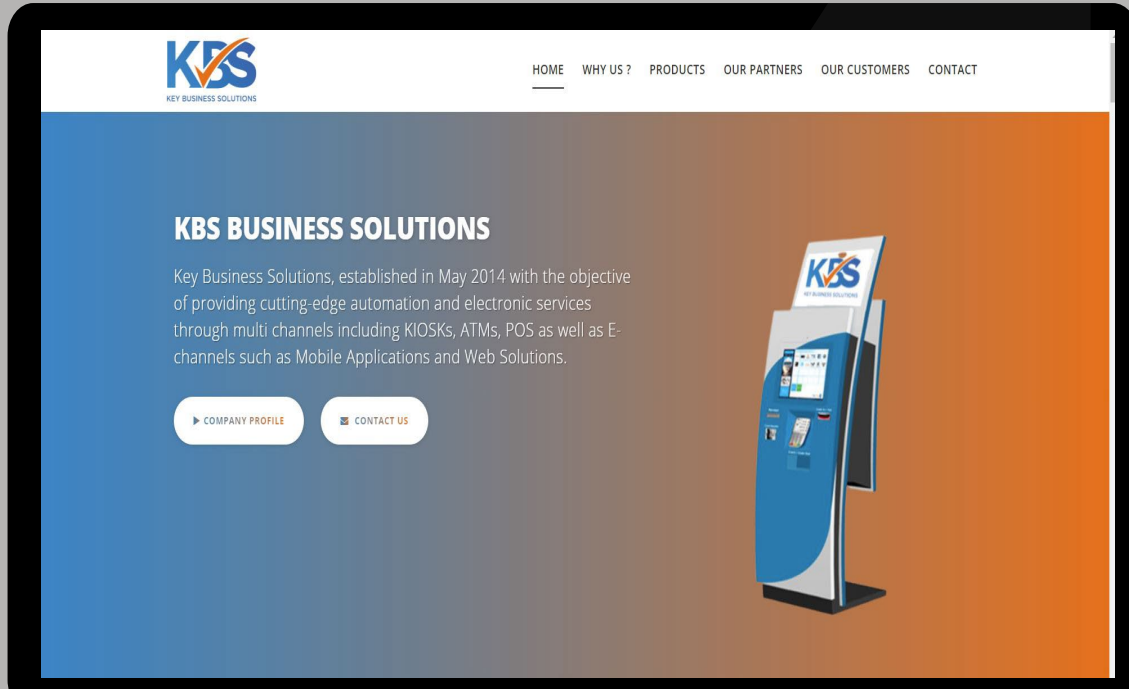 KBS
KEY BUSINESS SOLUTIONS
HOME WHY US ? PRODUCTS OUR PARTNERS OUR CUSTOMERS CONTACT
KBS BUSINESS SOLUTIONS
Key Business Solutions, established in May 2014 with the objective
of providing cutting-edge automation and electronic services
through multi channels including KIOSKs, ATMs, POS as well as E-
channels such as Mobile Applications and Web Solutions.
COMPANY PROFILE CONTACT US
KBS
KEY BUSINESS SOLUTIONS